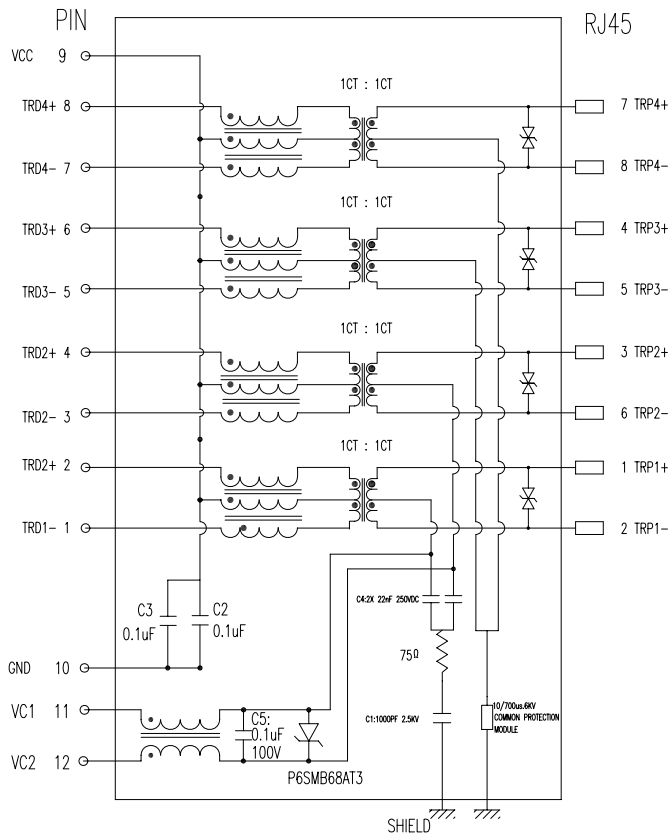 PIN RJ45
VCC 9
1CT : 1CT
TRD4+ 8 7 TRP4+
TRD4- 7 8 TRP4-
1CT : 1CT
TRD3+ 6 4 TRP3+
TRD3- 5 5 TRP3-
1CT : 1CT
TRD2+ 4 3 TRP2+
TRD2- 3 6 TRP2-
1CT : 1CT
TRD2+ 2 1 TRP1+
TRD1- 1 2 TRP1-
C3
0.1uF
C2
0.1uF
C4:2X 22nF 250VDC
75Ω
GND 10
VC1 11
C5:
0.1uF
100V
C1:1000PF 2.5KV
10/700us.6KV
COMMON PROTECTION
MODULE
VC2 12
P6SMB68AT3
SHIELD